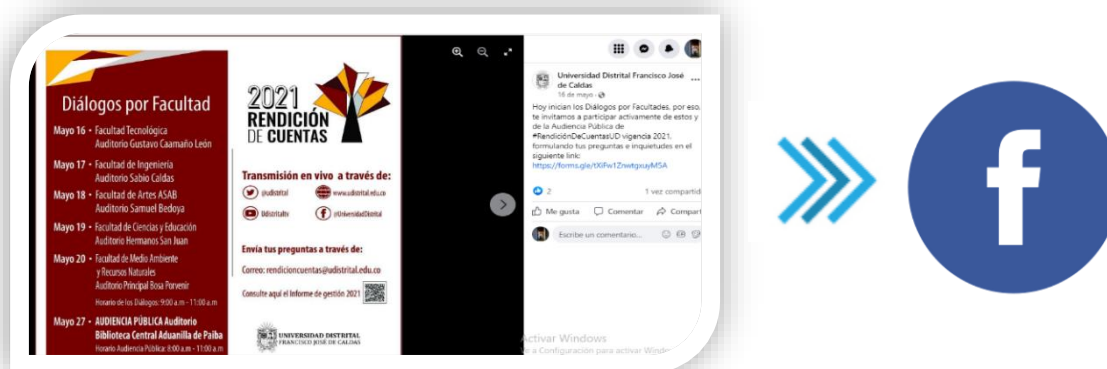 Diálogos por Facultad
Mayo 16 • Facultad Tecnológica
Auditorio Gustavo Caamaño León
Mayo 17 • Facultad de Ingeniería
Auditorio Sabio Caldas
Mayo 18 • Facultad de Artes ASAB
Auditorio Samuel Bedoya
Mayo 19 • Facultad de Ciencias y Educación
Auditorio Hermanos San Juan
Mayo 20 • Facultad de Medio Ambiente
y Recursos Naturales
Auditorio Principal Bosa Porvenir
Horario de los Diálogos: 9:00 a.m - 11:00 a.m
Mayo 27 • AUDIENCIA PÚBLICA Auditorio
Biblioteca Central Aduanilla de Paiba
Horario Audiencia Pública: 8:00 a.m - 11:00 a.m
2021
RENDICIÓN
DE CUENTAS
Transmisión en vivo a través de:
@udistrital
www.udistrital.edu.co
Udistritaltv
f
/UniversidadDistrital
Envía tus preguntas a través de:
Correo: rendicioncuentas@udistrital.edu.co
Consulte aquí el Informe de gestión 2021
UNIVERSIDAD DISTRITAL
FRANCISCO JOSÉ DE CALDAS
Universidad Distrital Francisco José
de Caldas
18 de mayo
Hoy inician los Diálogos por Facultades, por eso,
te invitamos a participar activamente de estos y
de la Audiencia Pública de
#RendiciónDeCuentasUD vigencia 2021,
formulando tus preguntas e inquietudes en el
siguiente link:
2
1 vez compartid
Me gusta
Comentar
Compart
Escribe un comentario...
Activar Windows
Ve a Configuración para activar Windo
f